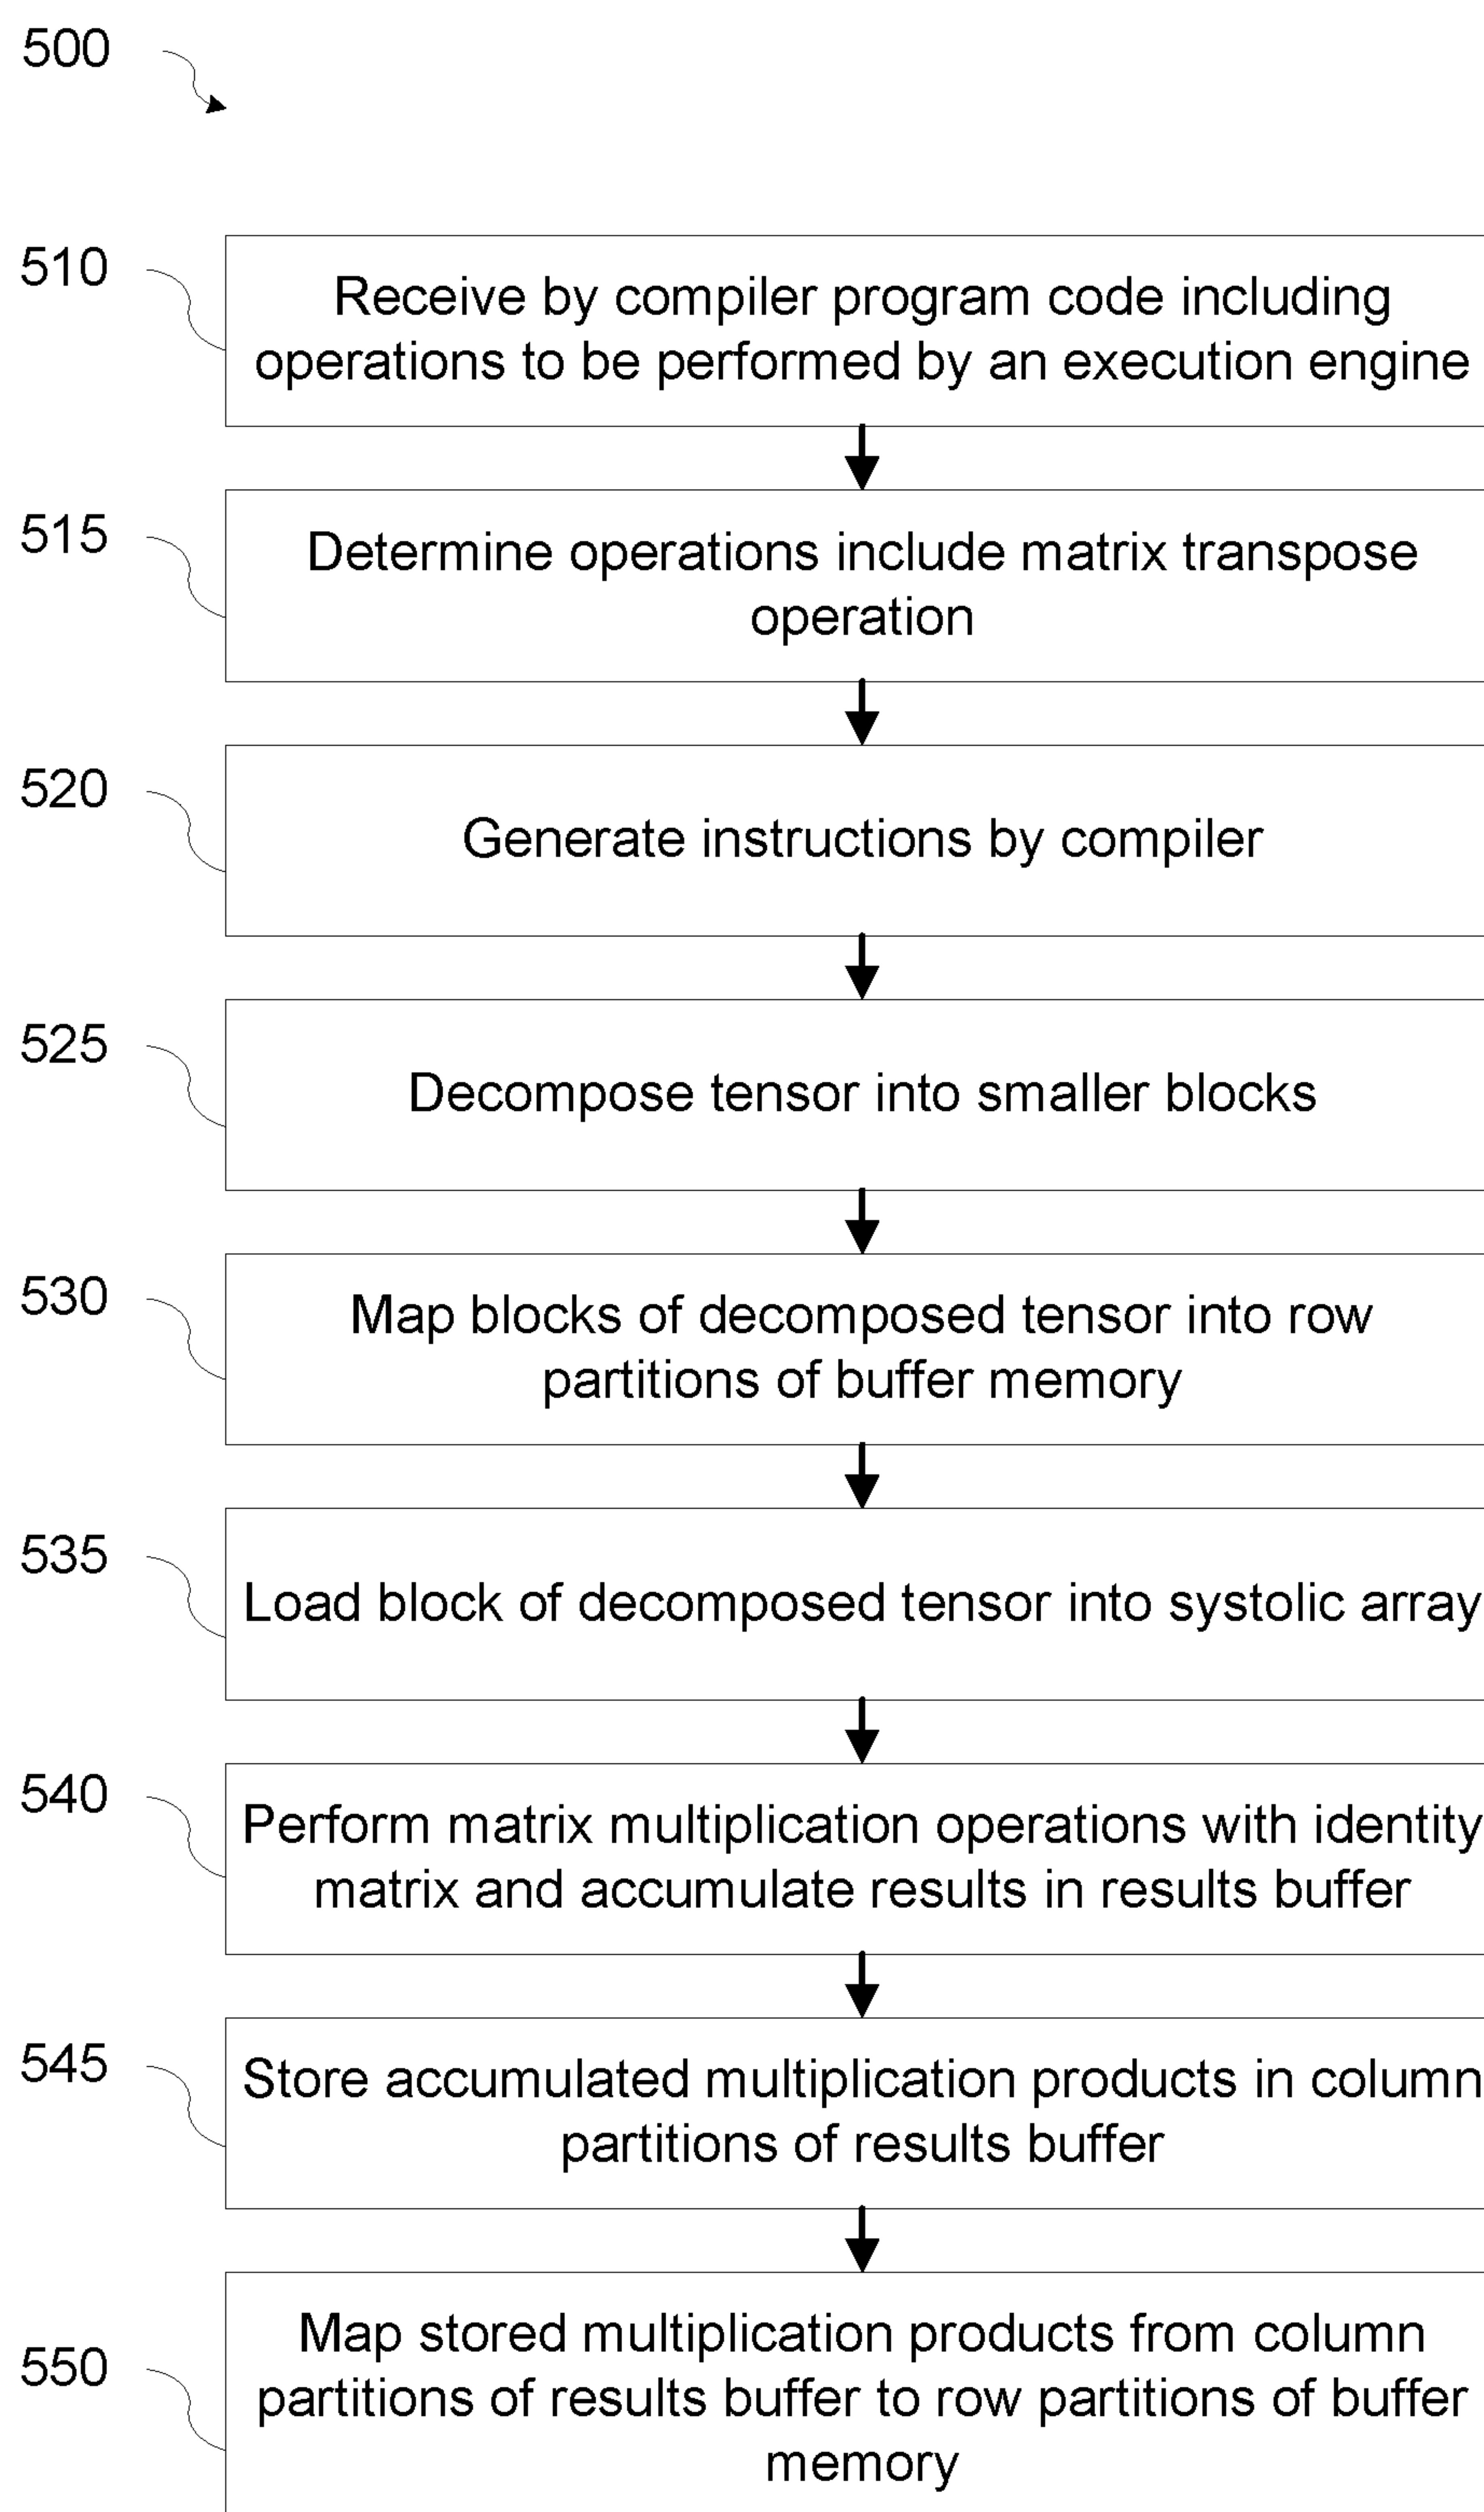 500
510
Receive by compiler program code including
operations to be performed by an execution engine
515
Determine operations include matrix transpose
operation
520
Generate instructions by compiler
525
Decompose tensor into smaller blocks
530
Map blocks of decomposed tensor into row
partitions of buffer memory
535
Load block of decomposed tensor into systolic array
540
Perform matrix multiplication operations with identity
matrix and accumulate results in results buffer
545
Store accumulated multiplication products in column
partitions of results buffer
550
Map stored multiplication products from column
partitions of results buffer to row partitions of buffer
memory